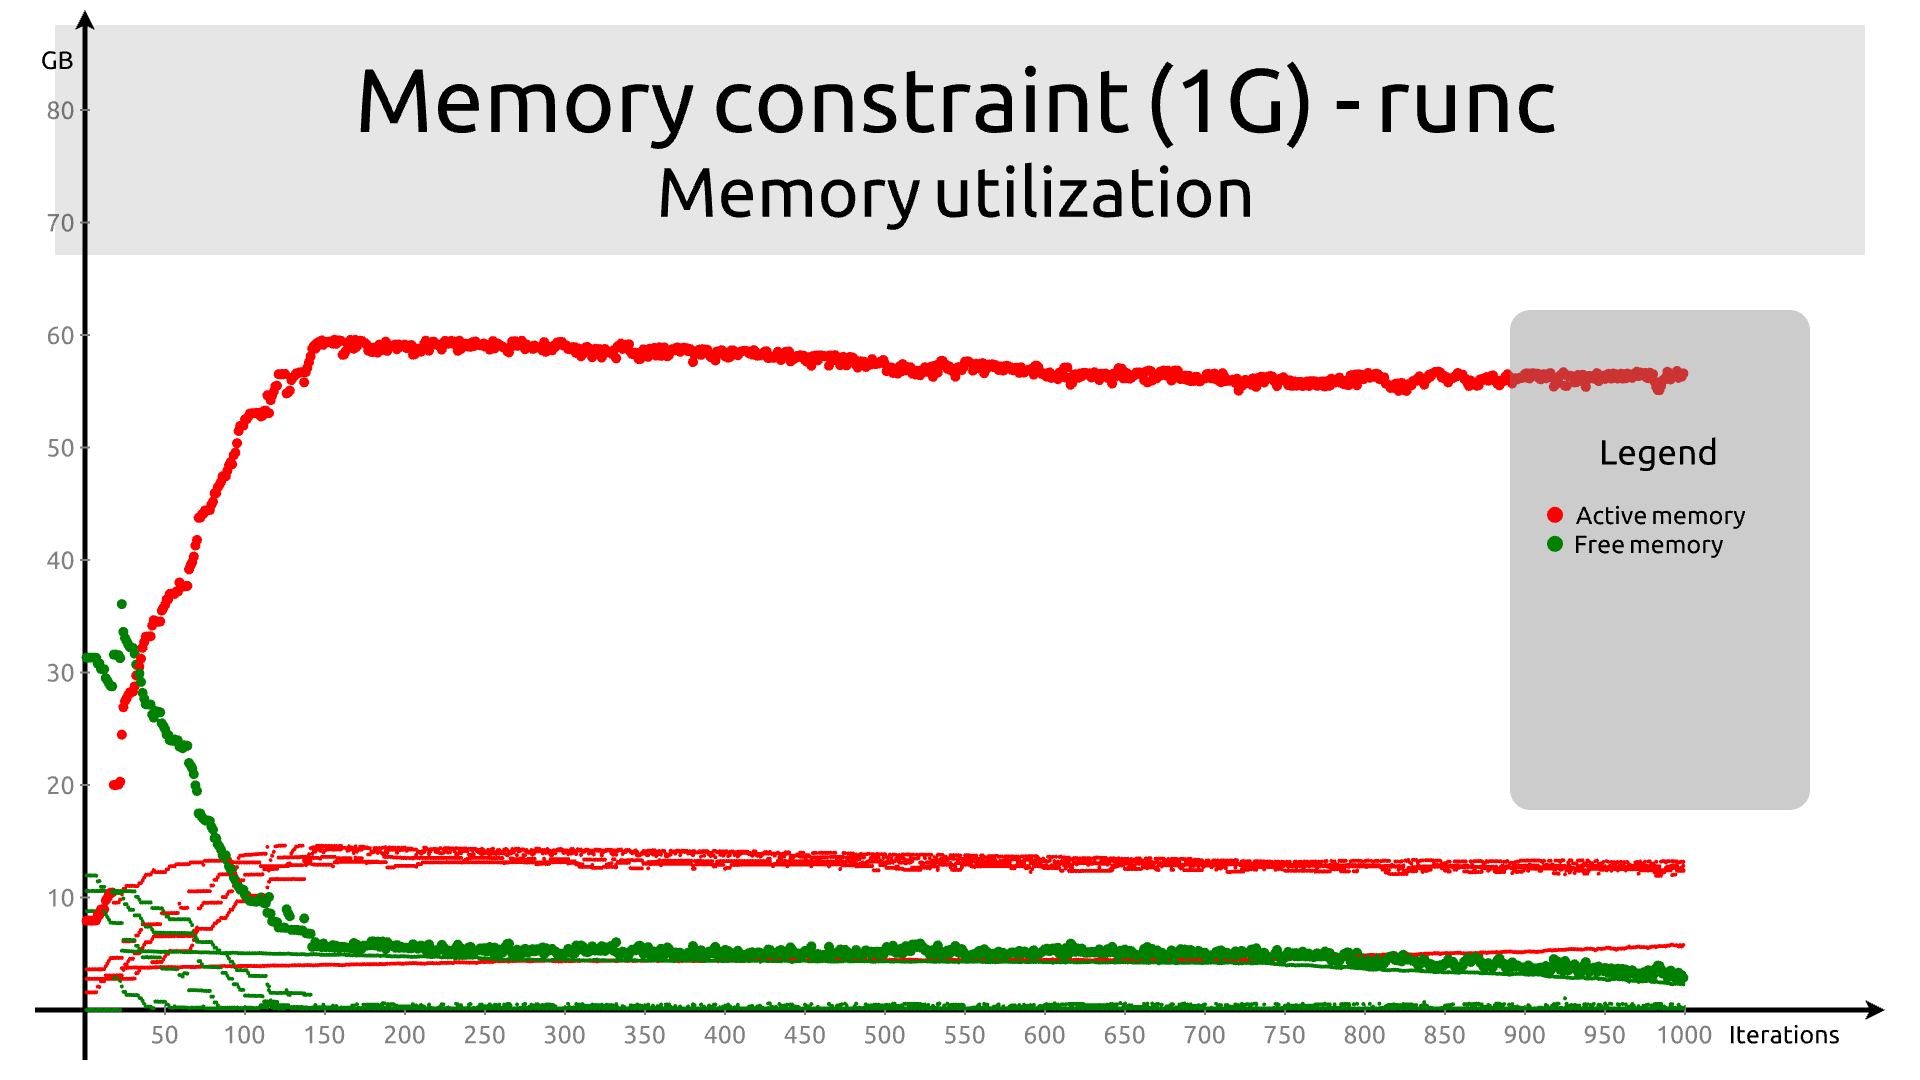 Memory constraint (1G) - runc
Memory utilization
GB
80
70
60
50
40
30
20
10
Legend
Active memory
Free memory
50 100 150 200 250 300 350 400 450 500 550 600 650 700 750 800 850 900 950 1000 Iterations